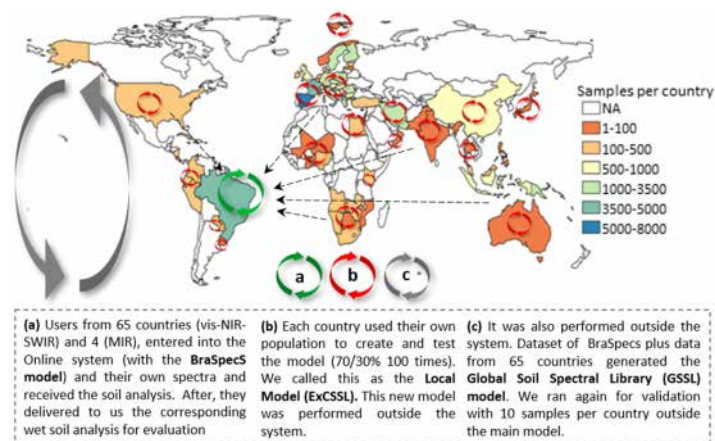 Samples per country
NA
1-100
100-500
500-1000
1000-3500
3500-5000
5000-8000
a
b
c
(a) Users from 65 countries (vis-NIR-
SWIR) and 4 (MIR), entered into the
Online system (with the BraSpecS
model) and their own spectra and
received the soil analysis. After, they
delivered to us the corresponding
wet soil analysis for evaluation
(b) Each country used their own
population to create and test
the model (70/30% 100 times).
We called this as the Local
Model (ExCSSL). This new model
was performed outside the
system.
(c) It was also performed outside the
system. Dataset of BraSpecs plus data
from 65 countries generated the
Global Soil Spectral Library (GSSL)
model. We ran again for validation
with 10 samples per country outside
the main model.